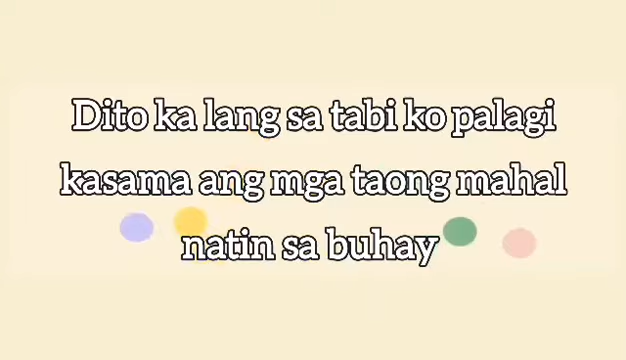 Dito ka lang sa tabi ko palagi
kasama ang mga taong mahal
natin sa buhay